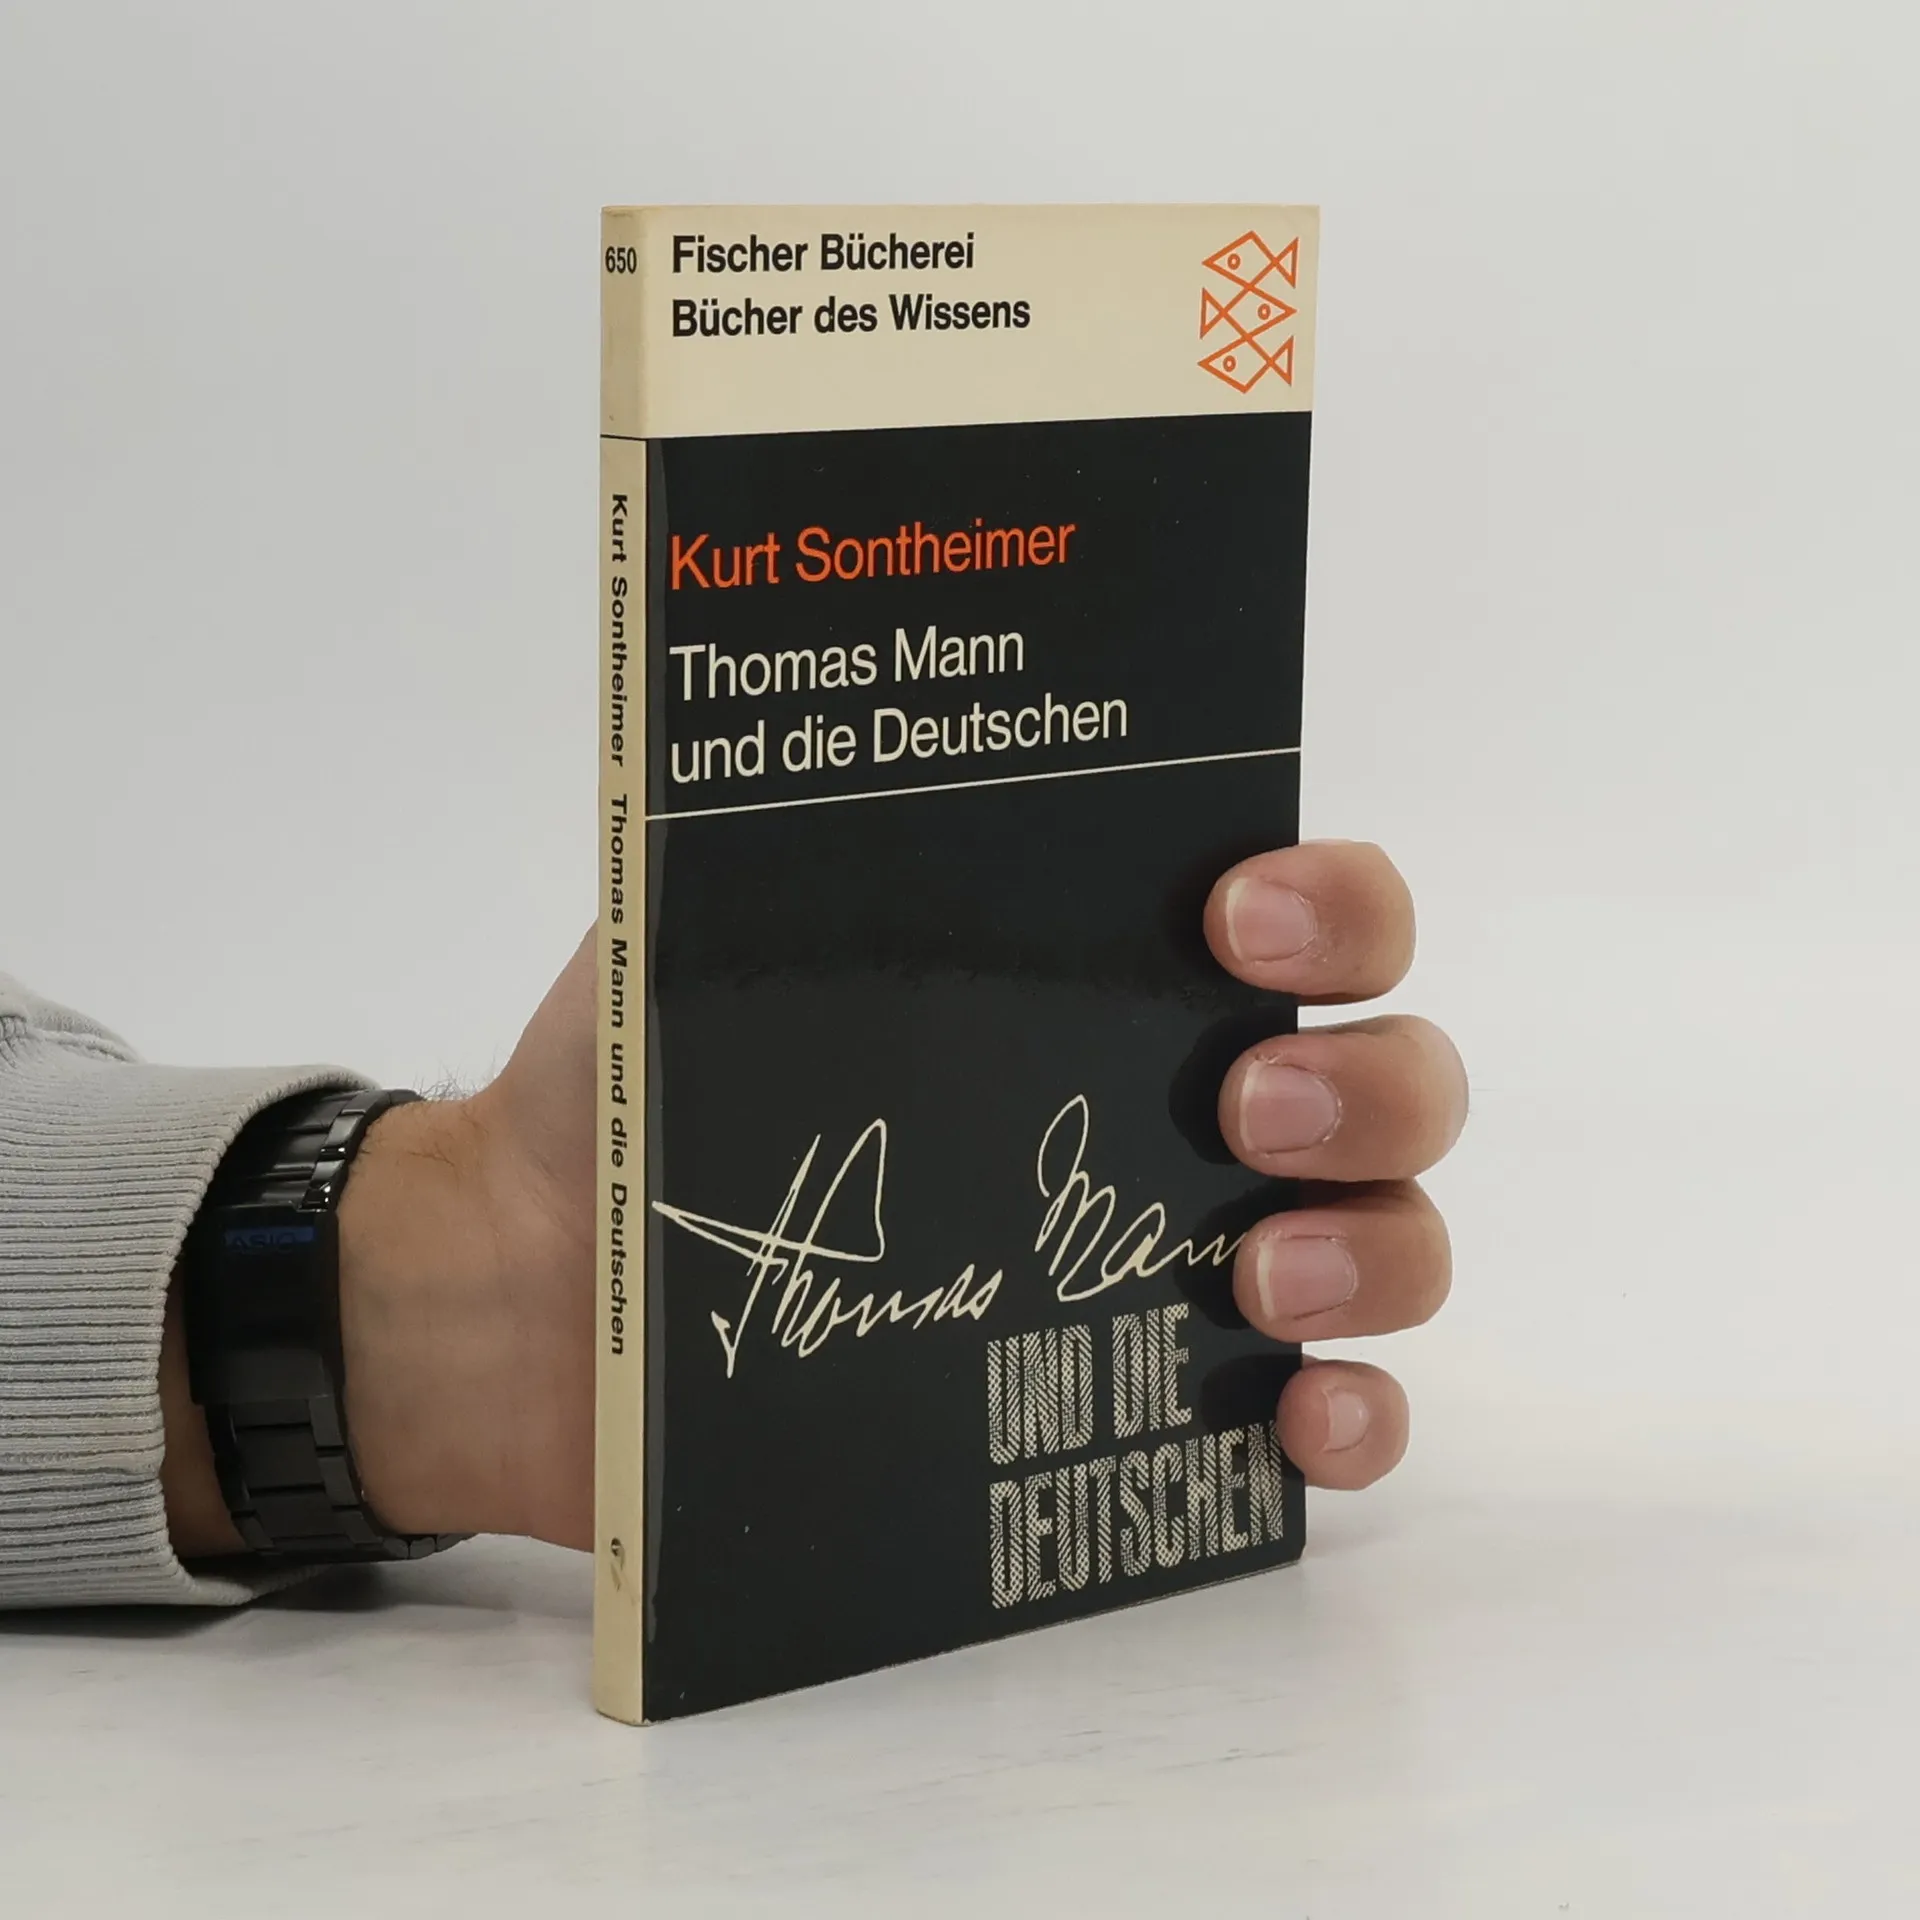 650
Fischer Bücherei
Bücher des Wissens
Kurt Sontheimer
Thomas Mann
und die Deutschen
Kurt Sontheimer Thomas Mann und die Deutschen
Thomas Mann
UND DIE
DEUTSCHEN